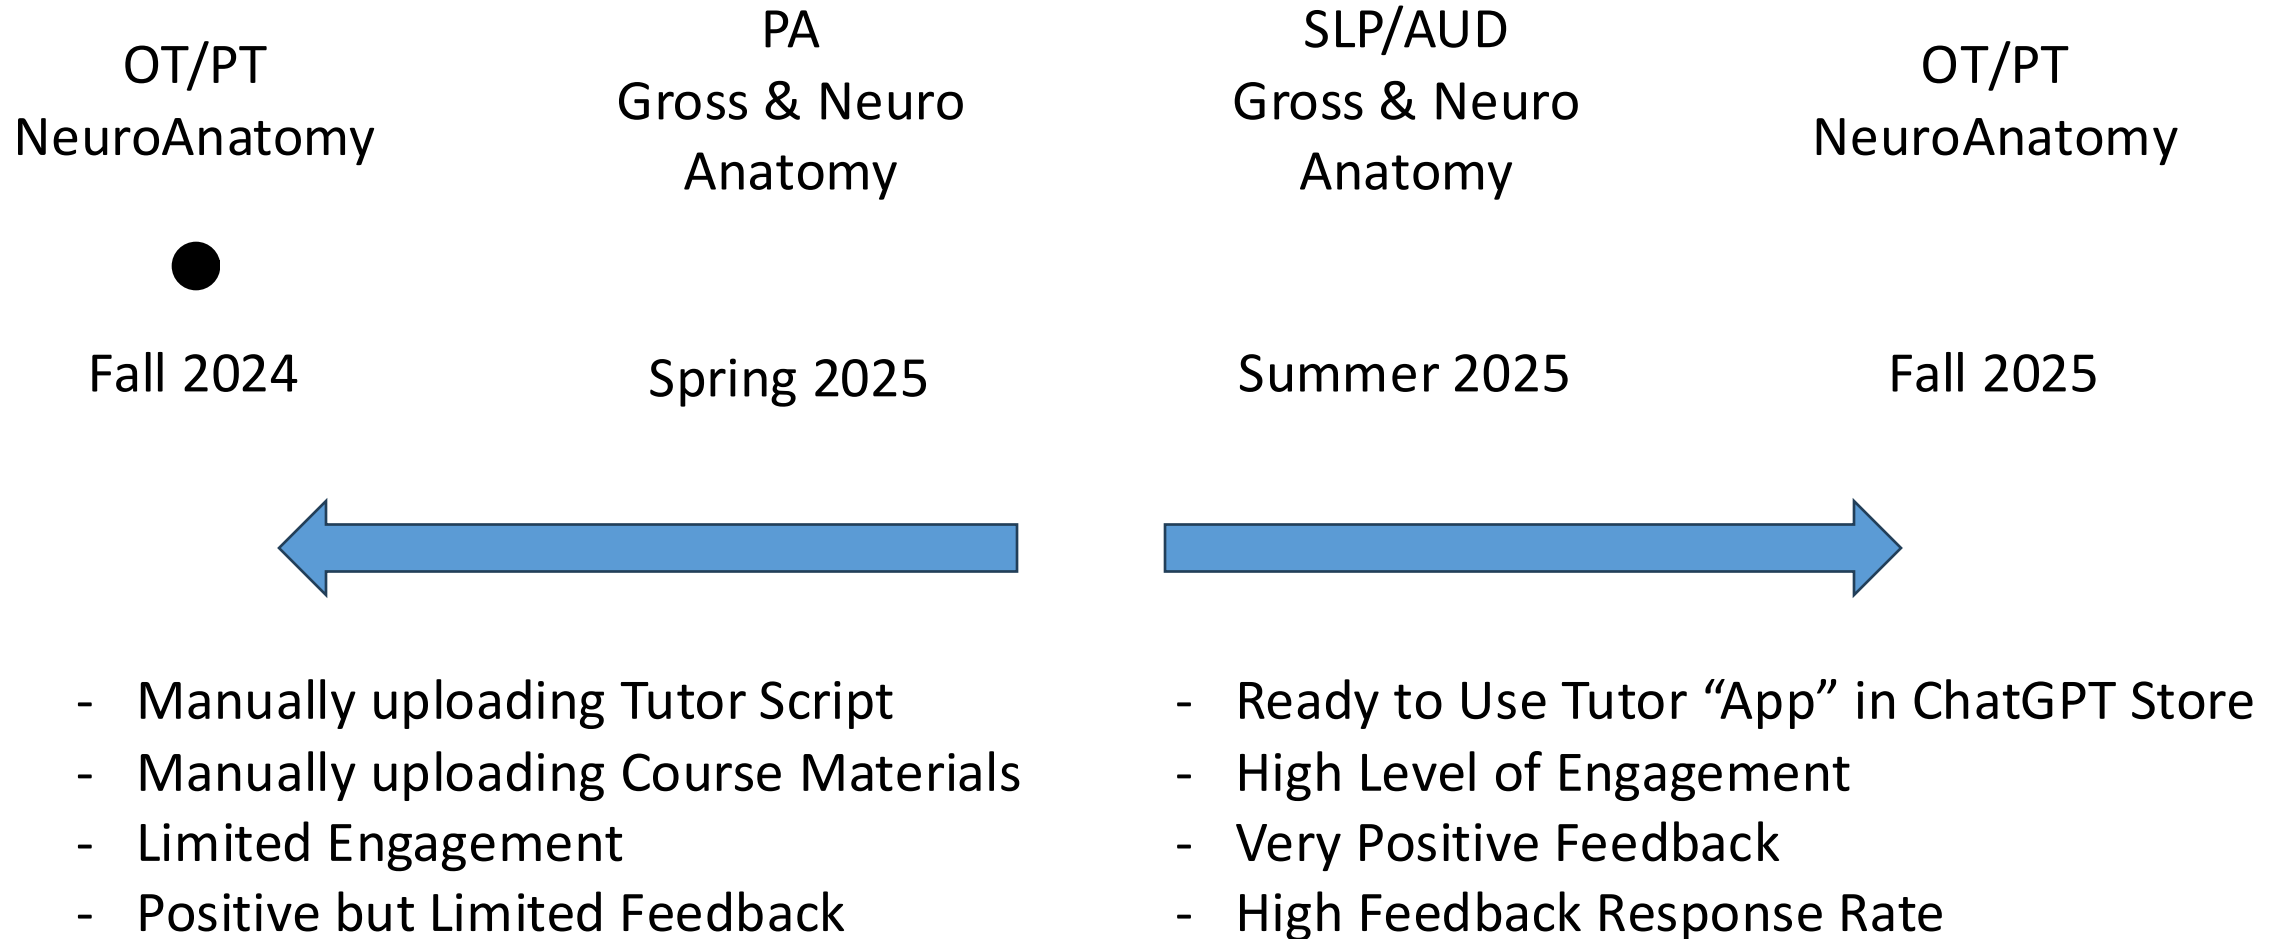 OT/PT
NeuroAnatomy
PA
Gross & Neuro
Anatomy
SLP/AUD
Gross & Neuro
Anatomy
OT/PT
NeuroAnatomy
Fall 2024
Spring 2025
Summer 2025
Fall 2025
- Manually uploading Tutor Script
- Manually uploading Course Materials
- Limited Engagement
- Positive but Limited Feedback
- Ready to Use Tutor “App” in ChatGPT Store
- High Level of Engagement
- Very Positive Feedback
- High Feedback Response Rate